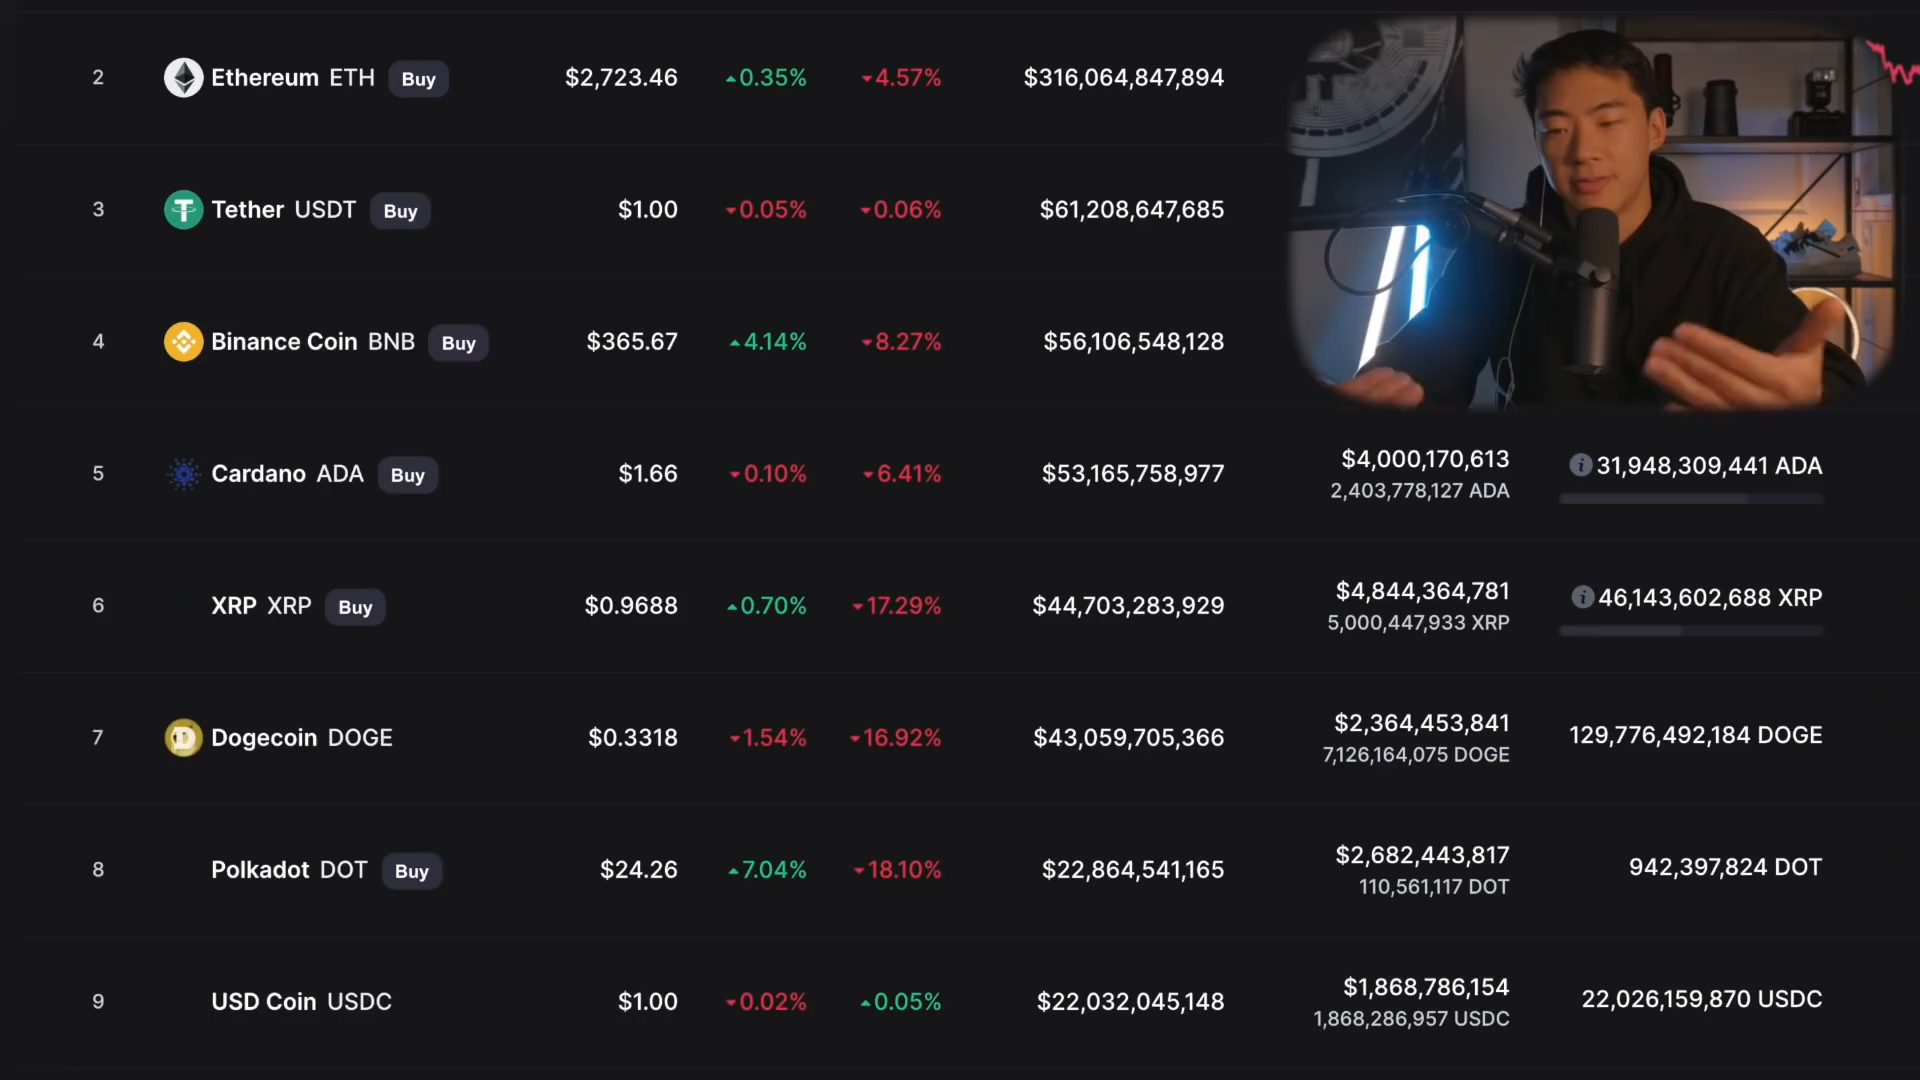 2 Ethereum ETH Buy $2,723.46 0.35% 4.57% $316,064,847,894
3 Tether USDT Buy $1.00 0.05% 0.06% $61,208,647,685
4 Binance Coin BNB Buy $365.67 4.14% 8.27% $56,106,548,128
5 Cardano ADA Buy $1.66 0.10% 6.41% $53,165,758,977 $4,000,170,613 31,948,309,441 ADA
2,403,778,127 ADA
6 XRP XRP Buy $0.9688 0.70% 17.29% $44,703,283,929 $4,844,364,781 46,143,602,688 XRP
5,000,447,933 XRP
7 Dogecoin DOGE $0.3318 1.54% 16.92% $43,059,705,366 $2,364,453,841 129,776,492,184 DOGE
7,126,164,075 DOGE
8 Polkadot DOT Buy $24.26 7.04% 18.10% $22,864,541,165 $2,682,443,817 942,397,824 DOT
110,561,117 DOT
9 USD Coin USDC $1.00 0.02% 0.05% $22,032,045,148 $1,868,786,154 22,026,159,870 USDC
1,868,286,957 USDC